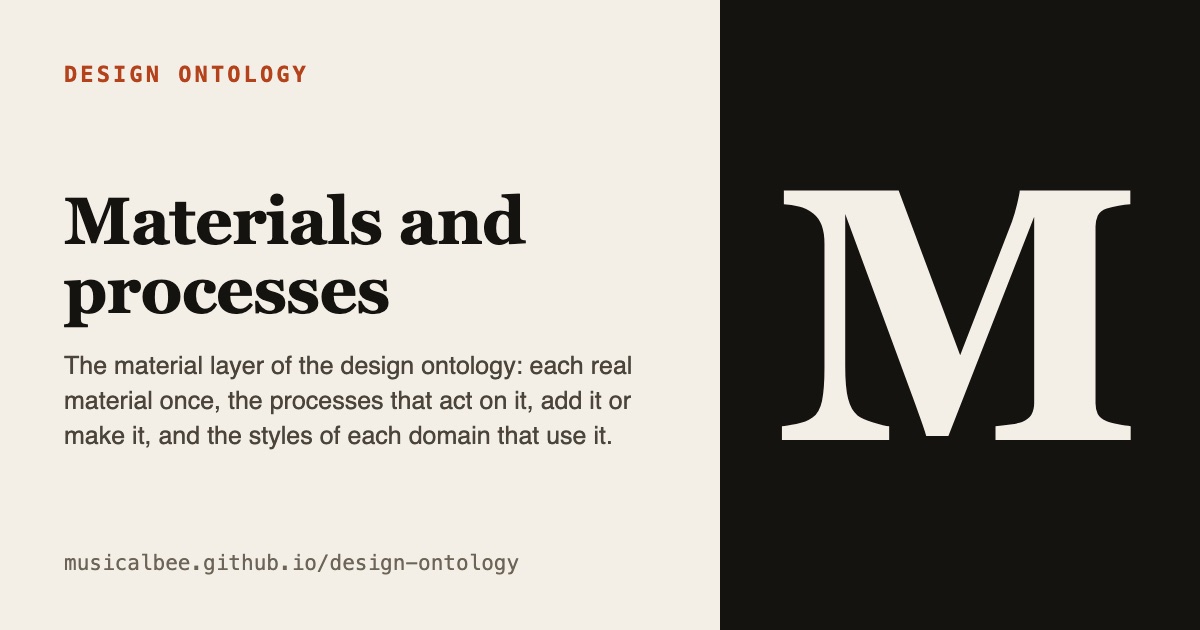 DESIGN ONTOLOGY
Materials and
processes
The material layer of the design ontology: each real
material once, the processes that act on it, add it or
make it, and the styles of each domain that use it.
musicalbee.github.io/design-ontology
M